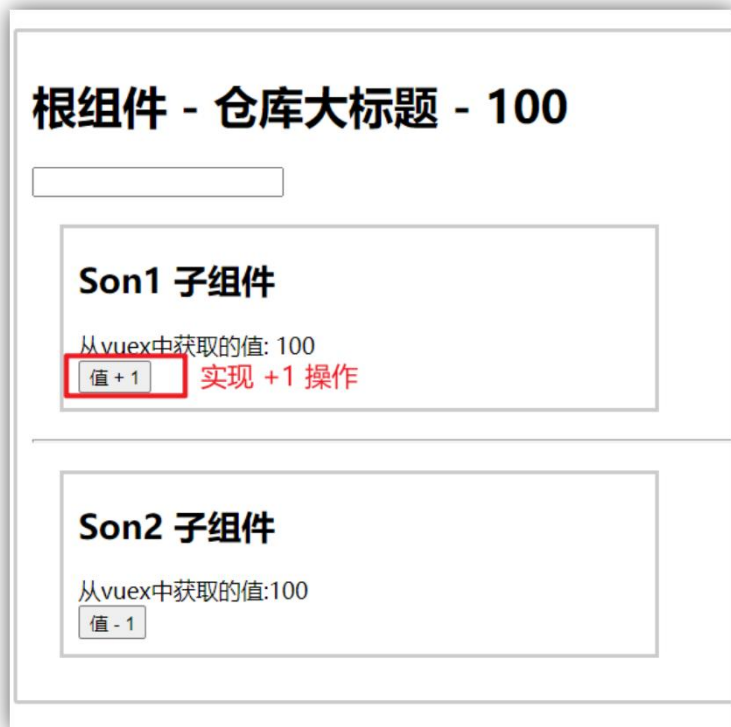 根组件 - 仓库大标题 - 100
Son1 子组件
从vuex中获取的值: 100
值 + 1 实现 +1 操作
Son2 子组件
从vuex中获取的值:100
值 - 1